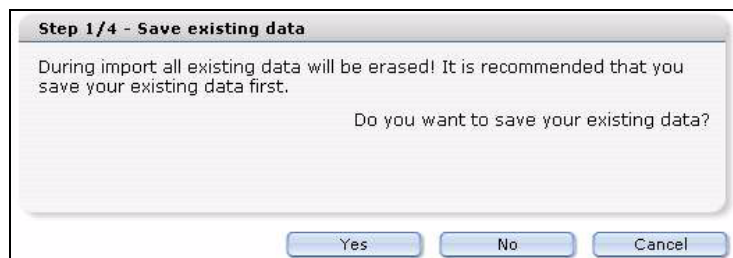 Step 1/4 - Save existing data
During import all existing data will be erased! It is recommended that you
save your existing data first.
Do you want to save your existing data?
Yes No Cancel